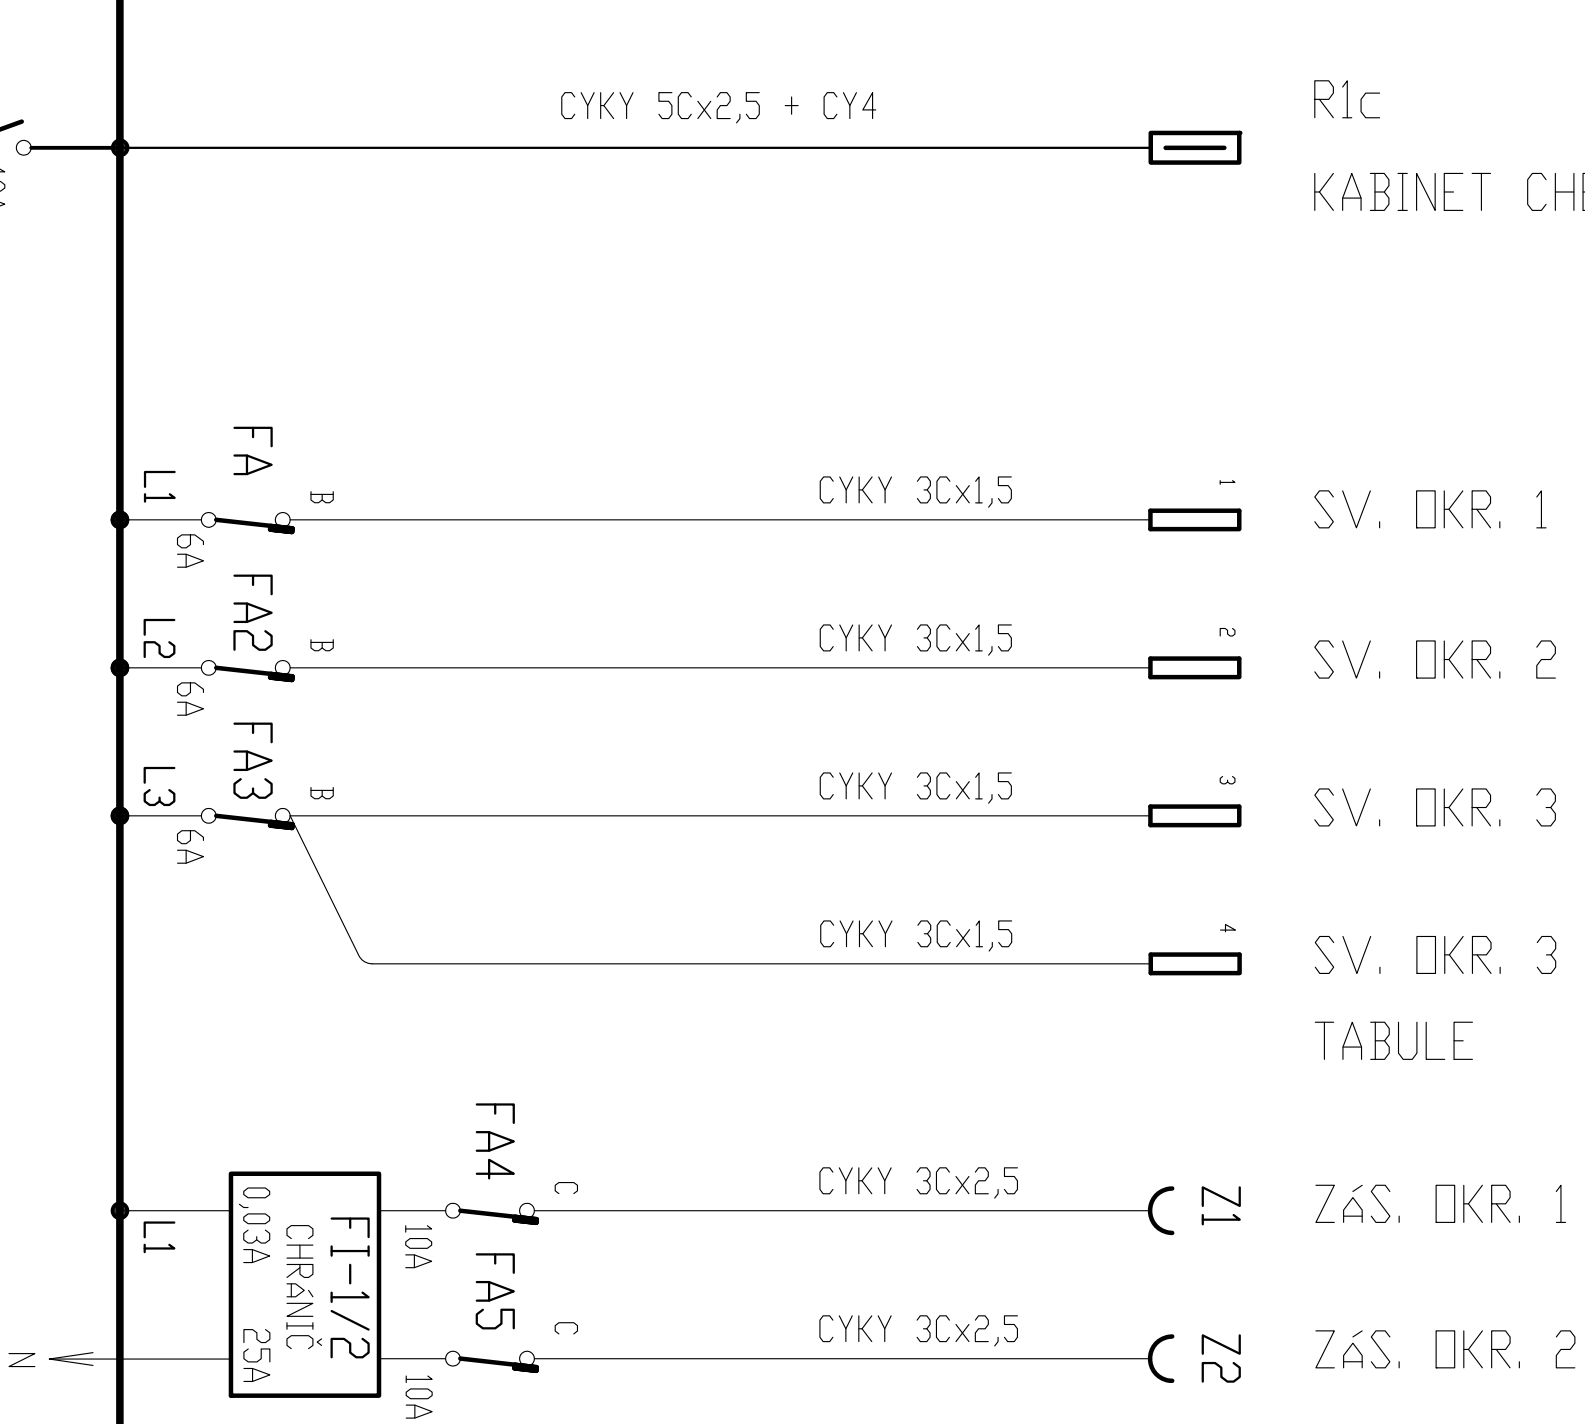 CYKY 5Cx2,5 + CY4
R1c
KABINET
FA
L1
B
6A
CYKY 3Cx1,5
1
SV. OKR. 1
FA2
L2
B
6A
CYKY 3Cx1,5
2
SV. OKR. 2
FA3
L3
B
6A
CYKY 3Cx1,5
3
SV. OKR. 3
CYKY 3Cx1,5
4
SV. OKR. 3
TABULE
FA4
C
10A
CYKY 3Cx2,5
Z1
ZáS. OKR. 1
L1
FI-1/2
CHRáNIČ
0,03A 25A
FA5
C
10A
CYKY 3Cx2,5
Z2
ZáS. OKR. 2
N